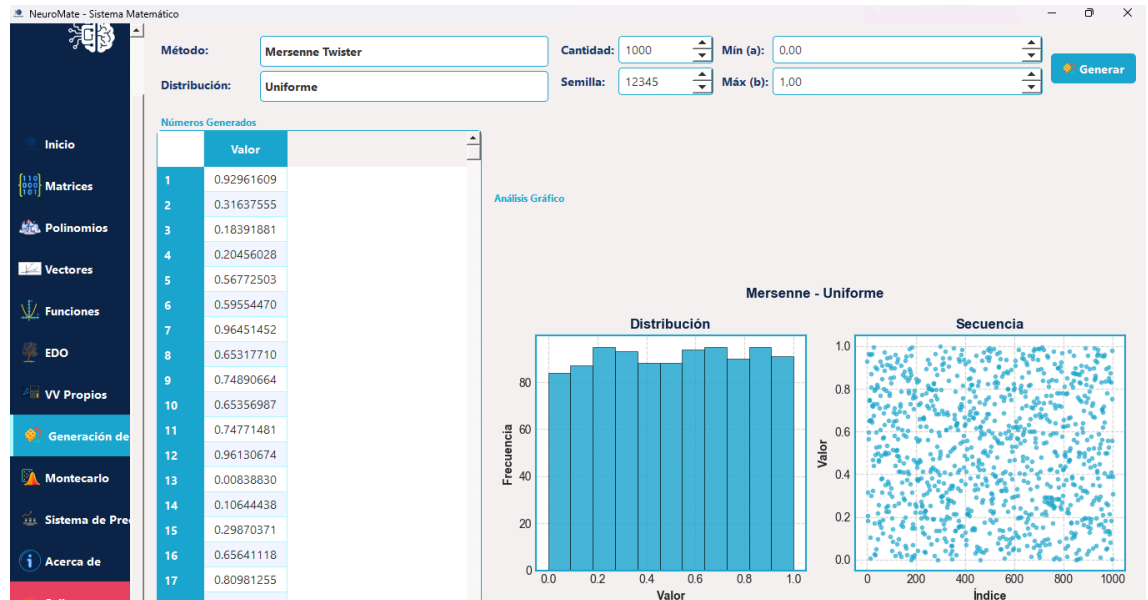 NeuroMate - Sistema Matemático
Método:
Mersenne Twister
Cantidad:
1000
Mín (a):
0,00
Generar
Distribución:
Uniforme
Semilla:
12345
Máx (b):
1,00
Inicio
Matrices
Polinomios
Vectores
Funciones
EDO
VV Propios
Generación de
Montecarlo
Sistema de Pre
Acerca de
Números Generados
Valor
1 0.92961609
2 0.31637555
3 0.18391881
4 0.20456028
5 0.56772503
6 0.59554470
7 0.96451452
8 0.65317710
9 0.74890664
10 0.65356987
11 0.74771481
12 0.96130674
13 0.00838830
14 0.10644438
15 0.29870371
16 0.65641118
17 0.80981255
Análisis Gráfico
Mersenne - Uniforme
Distribución
Frecuencia
80
60
40
20
0
0.0 0.2 0.4 0.6 0.8 1.0
Valor
Secuencia
Valor
1.0
0.8
0.6
0.4
0.2
0.0
0 200 400 600 800 1000
Índice